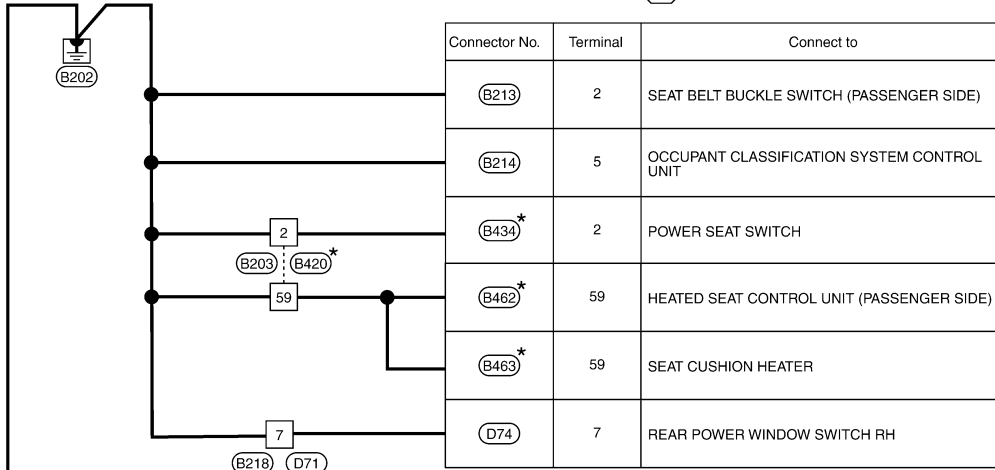 B202
Connector No. Terminal Connect to
B213 2 SEAT BELT BUCKLE SWITCH (PASSENGER SIDE)
B214 5 OCCUPANT CLASSIFICATION SYSTEM CONTROL
UNIT
2 B434* 2 POWER SEAT SWITCH
B203 B420*
59 B462* 59 HEATED SEAT CONTROL UNIT (PASSENGER SIDE)
B463* 59 SEAT CUSHION HEATER
7 D74 7 REAR POWER WINDOW SWITCH RH
B218 D71